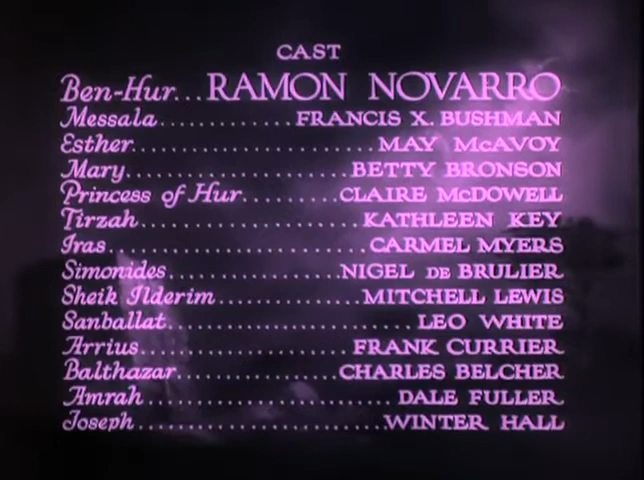 CAST
Ben-Hur... RAMON NOVARRO
Messala............. FRANCIS X. BUSHMAN
Esther........................ MAY McAVOY
Mary...................... BETTY BRONSON
Princess of Hur.......... CLAIRE McDOWELL
Tirzah...................... KATHLEEN KEY
Iras......................... CARMEL MYERS
Simonides................. NIGEL DE BRULIER
Sheik Ilderim.............. MITCHELL LEWIS
Sanballat........................ LEO WHITE
Arrius..................... FRANK CURRIER
Balthazar................ CHARLES BELCHER
Amrah........................ DALE FULLER
Joseph........................ WINTER HALL